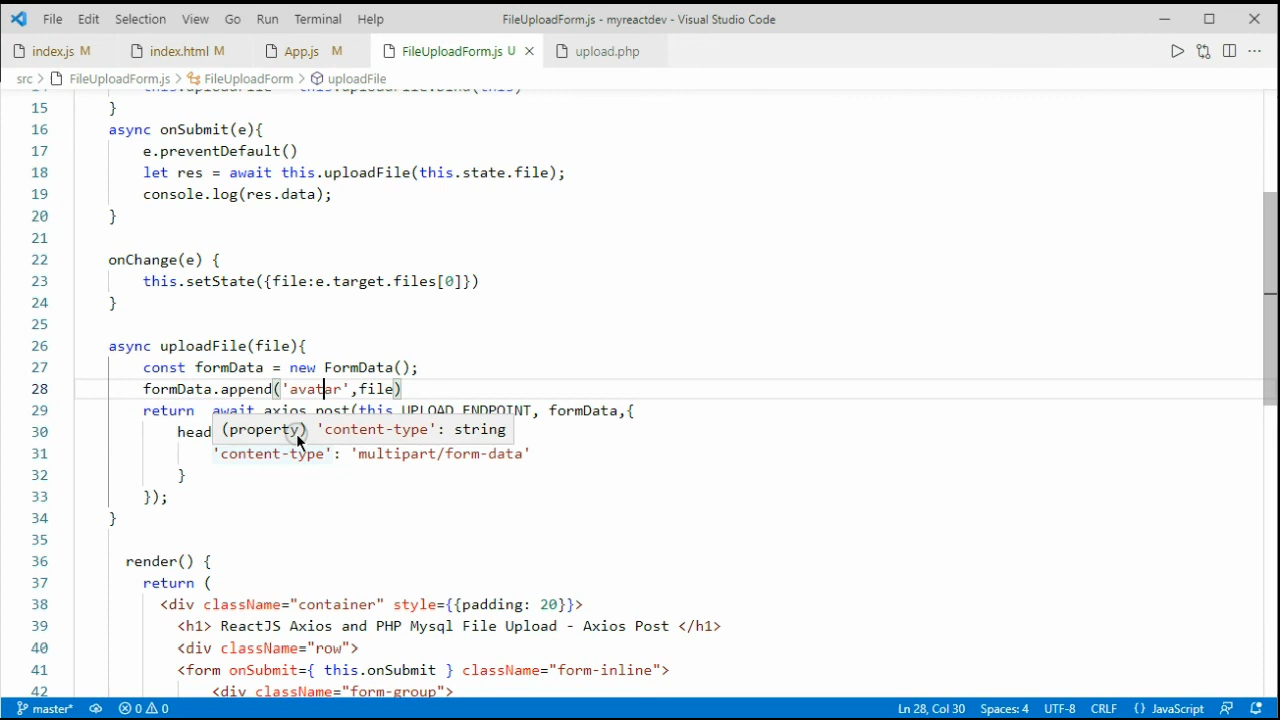 File Edit Selection View Go Run Terminal Help FileUploadForm.js - myreactdev - Visual Studio Code
index.js M index.html M App.js M FileUploadForm.js U upload.php
src > FileUploadForm.js > FileUploadForm > uploadFile
15 }
16 async onSubmit(e){
17 e.preventDefault()
18 let res = await this.uploadFile(this.state.file);
19 console.log(res.data);
20 }
21
22 onChange(e) {
23 this.setState({file:e.target.files[0]})
24 }
25
26 async uploadFile(file){
27 const formData = new FormData();
28 formData.append('avatar',file)
29 return await axios.post(this.UPLOAD_ENDPOINT, formData,{
30 head
(property) 'content-type': string
31 'content-type': 'multipart/form-data'
32 }
33 });
34 }
35
36 render() {
37 return (
38 <div className="container" style={{padding: 20}}>
39 <h1> ReactJS Axios and PHP Mysql File Upload - Axios Post </h1>
40 <div className="row">
41 <form onSubmit={ this.onSubmit } className="form-inline">
42 <div className="form-group">
master* 0 0 Ln 28, Col 30 Spaces: 4 UTF-8 CRLF {} JavaScript